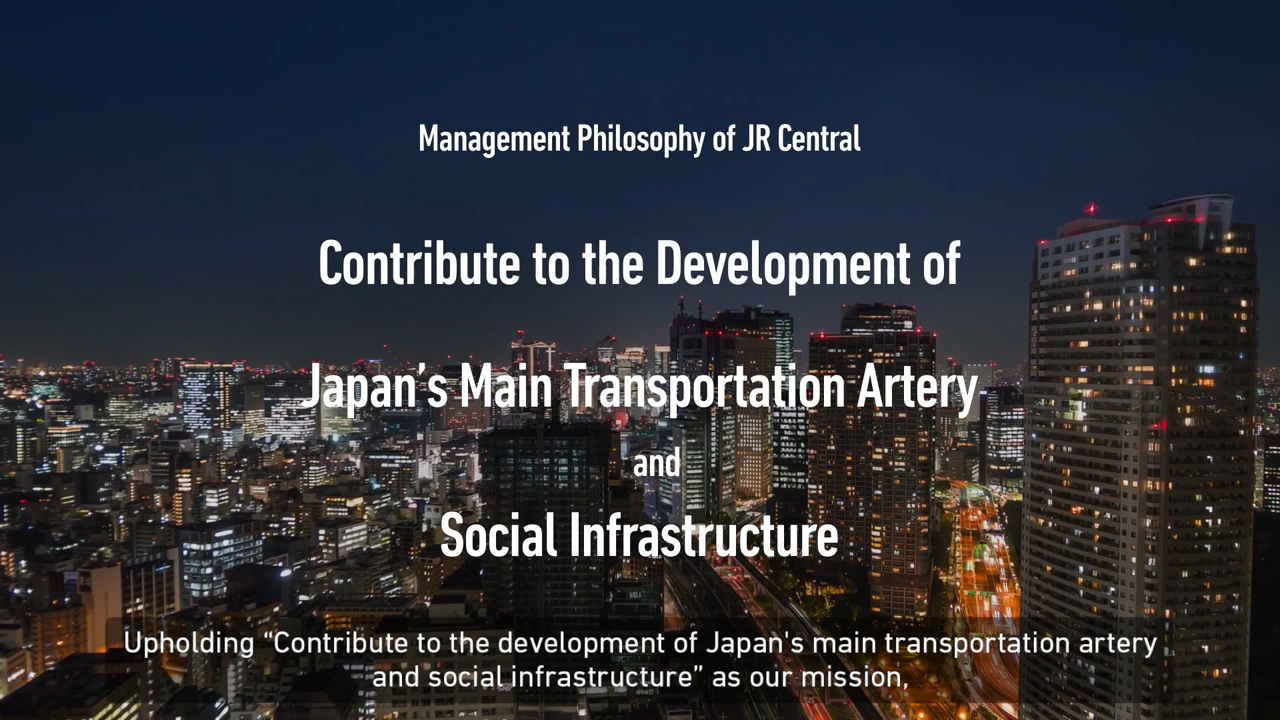 Management Philosophy of JR Central
Contribute to the Development of
Japan’s Main Transportation Artery
and
Social Infrastructure
Upholding “Contribute to the development of Japan's main transportation artery
and social infrastructure” as our mission,